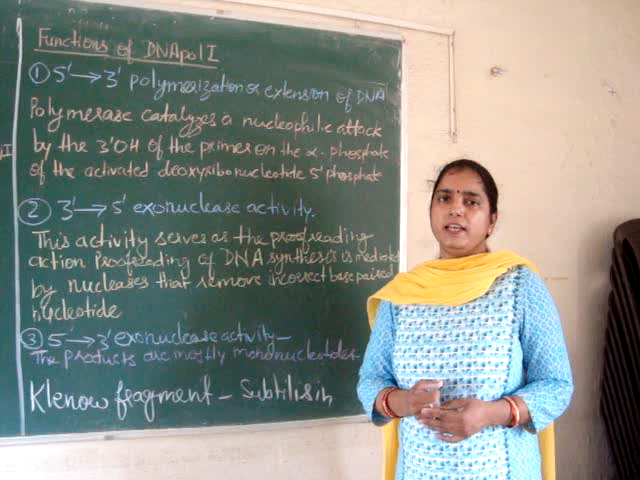 Functions of DNA pol I
① 5' → 3' polymerization or extension of DNA
Polymerase catalyzes a nucleophilic attack
by the 3'OH of the primer on the α-phosphate
of the activated deoxyribonucleotide 5' phosphate
② 3' → 5' exonuclease activity.
This activity serves as the proofreading
action Proofreading of DNA synthesis is mediated
by nucleases that remove incorrect base paired
nucleotide
③ 5' → 3' exonuclease activity –
The products are mostly mononucleotides
Klenow fragment – Subtilisin